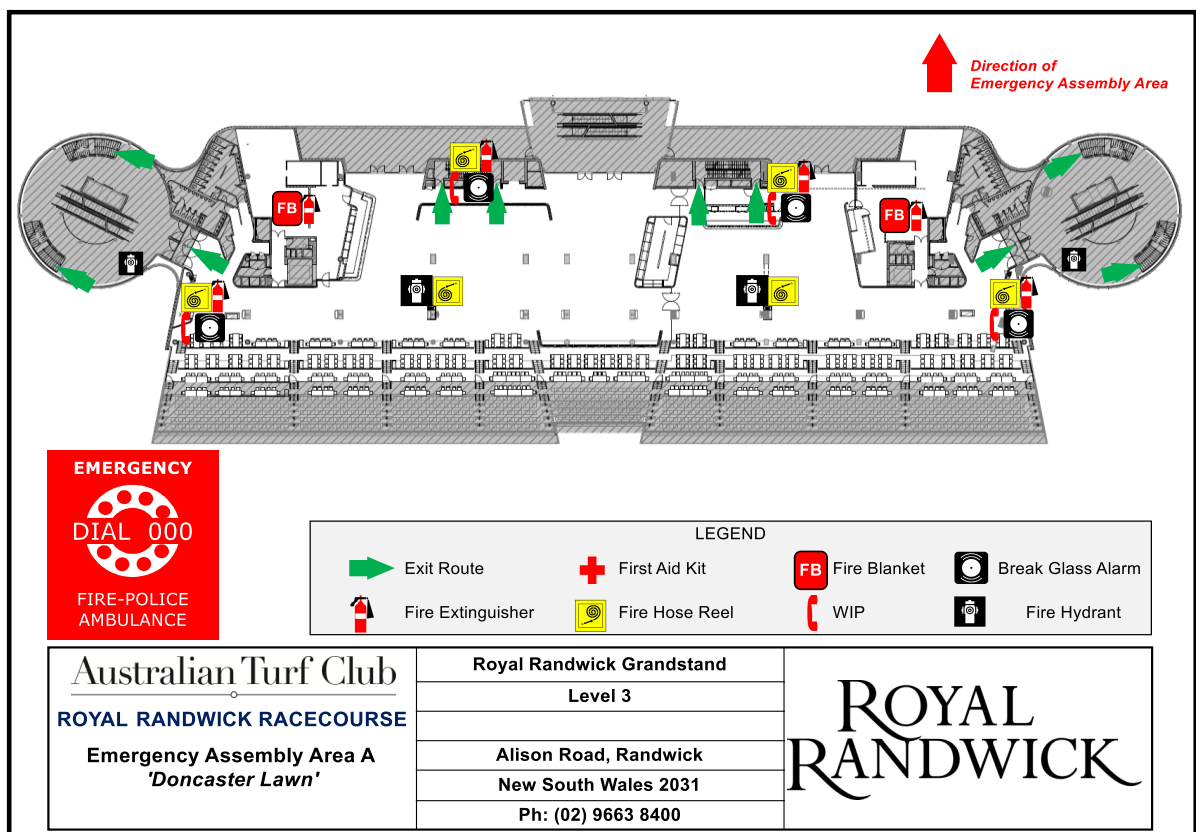 Direction of
Emergency Assembly Area
FB
FB
EMERGENCY
DIAL 000
FIRE-POLICE
AMBULANCE
LEGEND
Exit Route
First Aid Kit
FB
Fire Blanket
Break Glass Alarm
Fire Extinguisher
Fire Hose Reel
WIP
Fire Hydrant
Australian Turf Club
ROYAL RANDWICK RACECOURSE
Emergency Assembly Area A
'Doncaster Lawn'
Royal Randwick Grandstand
Level 3
Alison Road, Randwick
New South Wales 2031
Ph: (02) 9663 8400
ROYAL
RANDWICK